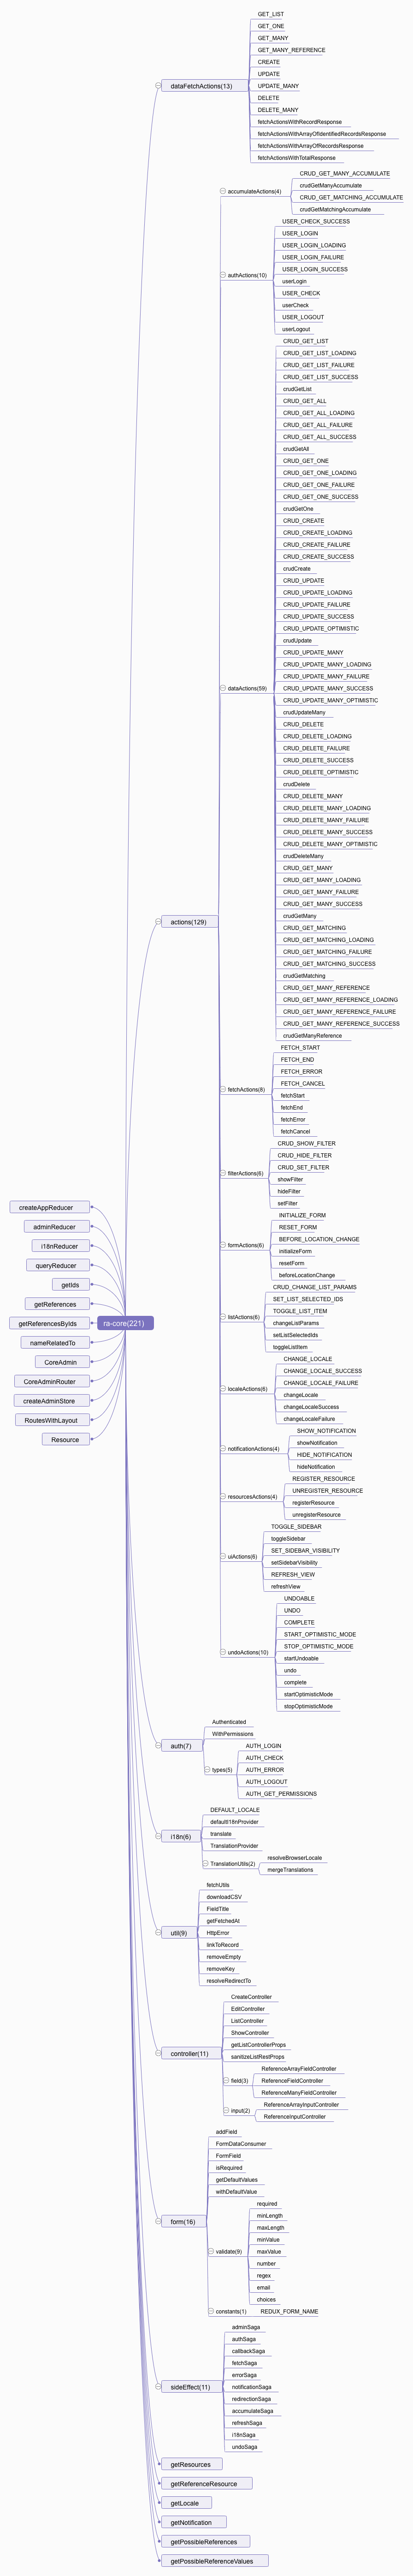 dataFetchActions(13)
GET_LIST
GET_ONE
GET_MANY
GET_MANY_REFERENCE
CREATE
UPDATE
UPDATE_MANY
DELETE
DELETE_MANY
fetchActionsWithRecordResponse
fetchActionsWithArrayOfIdentifiedRecordsResponse
fetchActionsWithArrayOfRecordsResponse
fetchActionsWithTotalResponse
actions(129)
accumulateActions(4)
CRUD_GET_MANY_ACCUMULATE
crudGetManyAccumulate
CRUD_GET_MATCHING_ACCUMULATE
crudGetMatchingAccumulate
authActions(10)
USER_CHECK_SUCCESS
USER_LOGIN
USER_LOGIN_LOADING
USER_LOGIN_FAILURE
USER_LOGIN_SUCCESS
userLogin
USER_CHECK
userCheck
USER_LOGOUT
userLogout
dataActions(59)
CRUD_GET_LIST
CRUD_GET_LIST_LOADING
CRUD_GET_LIST_FAILURE
CRUD_GET_LIST_SUCCESS
crudGetList
CRUD_GET_ALL
CRUD_GET_ALL_LOADING
CRUD_GET_ALL_FAILURE
CRUD_GET_ALL_SUCCESS
crudGetAll
CRUD_GET_ONE
CRUD_GET_ONE_LOADING
CRUD_GET_ONE_FAILURE
CRUD_GET_ONE_SUCCESS
crudGetOne
CRUD_CREATE
CRUD_CREATE_LOADING
CRUD_CREATE_FAILURE
CRUD_CREATE_SUCCESS
crudCreate
CRUD_UPDATE
CRUD_UPDATE_LOADING
CRUD_UPDATE_FAILURE
CRUD_UPDATE_SUCCESS
CRUD_UPDATE_OPTIMISTIC
crudUpdate
CRUD_UPDATE_MANY
CRUD_UPDATE_MANY_LOADING
CRUD_UPDATE_MANY_FAILURE
CRUD_UPDATE_MANY_SUCCESS
CRUD_UPDATE_MANY_OPTIMISTIC
crudUpdateMany
CRUD_DELETE
CRUD_DELETE_LOADING
CRUD_DELETE_FAILURE
CRUD_DELETE_SUCCESS
CRUD_DELETE_OPTIMISTIC
crudDelete
CRUD_DELETE_MANY
CRUD_DELETE_MANY_LOADING
CRUD_DELETE_MANY_FAILURE
CRUD_DELETE_MANY_SUCCESS
CRUD_DELETE_MANY_OPTIMISTIC
crudDeleteMany
CRUD_GET_MANY
CRUD_GET_MANY_LOADING
CRUD_GET_MANY_FAILURE
CRUD_GET_MANY_SUCCESS
crudGetMany
CRUD_GET_MATCHING
CRUD_GET_MATCHING_LOADING
CRUD_GET_MATCHING_FAILURE
CRUD_GET_MATCHING_SUCCESS
crudGetMatching
CRUD_GET_MANY_REFERENCE
CRUD_GET_MANY_REFERENCE_LOADING
CRUD_GET_MANY_REFERENCE_FAILURE
CRUD_GET_MANY_REFERENCE_SUCCESS
crudGetManyReference
fetchActions(8)
FETCH_START
FETCH_END
FETCH_ERROR
FETCH_CANCEL
fetchStart
fetchEnd
fetchError
fetchCancel
filterActions(6)
CRUD_SHOW_FILTER
CRUD_HIDE_FILTER
CRUD_SET_FILTER
showFilter
hideFilter
setFilter
formActions(6)
INITIALIZE_FORM
RESET_FORM
BEFORE_LOCATION_CHANGE
initializeForm
resetForm
beforeLocationChange
listActions(6)
CRUD_CHANGE_LIST_PARAMS
SET_LIST_SELECTED_IDS
TOGGLE_LIST_ITEM
changeListParams
setListSelectedIds
toggleListItem
localeActions(6)
CHANGE_LOCALE
CHANGE_LOCALE_SUCCESS
CHANGE_LOCALE_FAILURE
changeLocale
changeLocaleSuccess
changeLocaleFailure
notificationActions(4)
SHOW_NOTIFICATION
showNotification
HIDE_NOTIFICATION
hideNotification
resourcesActions(4)
REGISTER_RESOURCE
UNREGISTER_RESOURCE
registerResource
unregisterResource
uiActions(6)
TOGGLE_SIDEBAR
toggleSidebar
SET_SIDEBAR_VISIBILITY
setSidebarVisibility
REFRESH_VIEW
refreshView
undoActions(10)
UNDOABLE
UNDO
COMPLETE
START_OPTIMISTIC_MODE
STOP_OPTIMISTIC_MODE
startUndoable
undo
complete
startOptimisticMode
stopOptimisticMode
createAppReducer
adminReducer
i18nReducer
queryReducer
getIds
getReferences
getReferencesByIds
nameRelatedTo
CoreAdmin
CoreAdminRouter
createAdminStore
RoutesWithLayout
Resource
ra-core(221)
auth(7)
Authenticated
WithPermissions
types(5)
AUTH_LOGIN
AUTH_CHECK
AUTH_ERROR
AUTH_LOGOUT
AUTH_GET_PERMISSIONS
i18n(6)
DEFAULT_LOCALE
defaultI18nProvider
translate
TranslationProvider
TranslationUtils(2)
resolveBrowserLocale
mergeTranslations
util(9)
fetchUtils
downloadCSV
FieldTitle
getFetchedAt
HttpError
linkToRecord
removeEmpty
removeKey
resolveRedirectTo
controller(11)
CreateController
EditController
ListController
ShowController
getListControllerProps
sanitizeListRestProps
field(3)
ReferenceArrayFieldController
ReferenceFieldController
ReferenceManyFieldController
input(2)
ReferenceArrayInputController
ReferenceInputController
form(16)
addField
FormDataConsumer
FormField
isRequired
getDefaultValues
withDefaultValue
validate(9)
required
minLength
maxLength
minValue
maxValue
number
regex
email
choices
constants(1)
REDUX_FORM_NAME
sideEffect(11)
adminSaga
authSaga
callbackSaga
fetchSaga
errorSaga
notificationSaga
redirectionSaga
accumulateSaga
refreshSaga
i18nSaga
undoSaga
getResources
getReferenceResource
getLocale
getNotification
getPossibleReferences
getPossibleReferenceValues